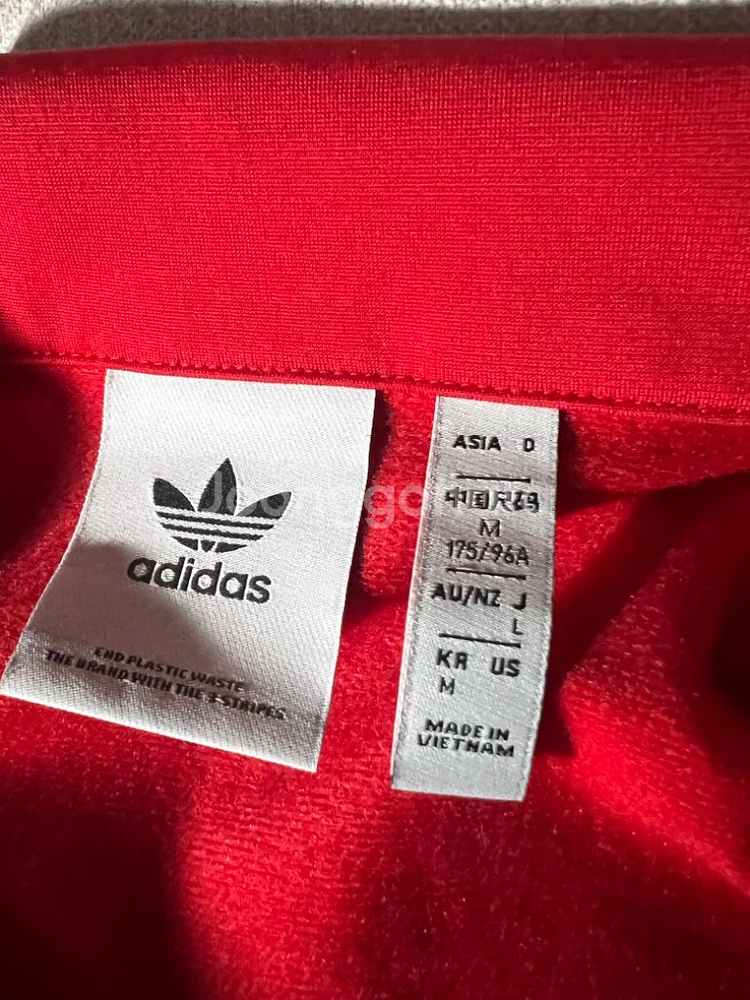 adidas
END PLASTIC WASTE
THE BRAND WITH THE 3-STRIPES
ASIA D
中国尺码
M
175/96A
AU/NZ J
L
KR US
M
MADE IN
VIETNAM